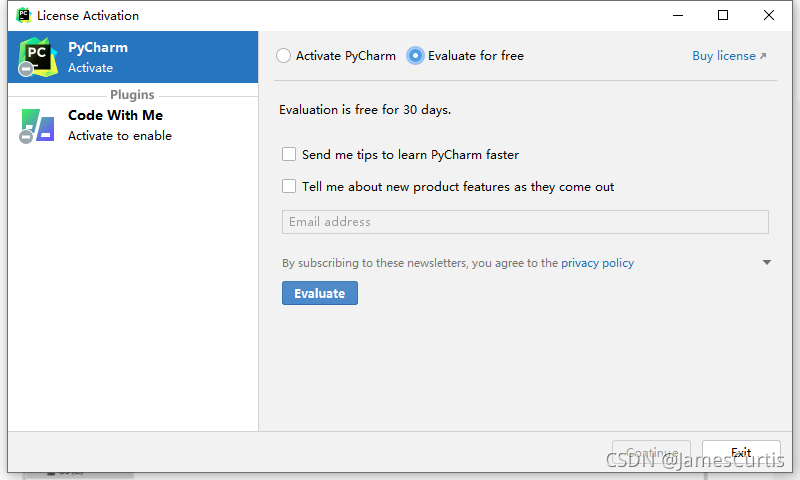 License Activation
PyCharm
Activate
Plugins
Code With Me
Activate to enable
Activate PyCharm
Evaluate for free
Buy license
Evaluation is free for 30 days.
Send me tips to learn PyCharm faster
Tell me about new product features as they come out
Email address
By subscribing to these newsletters, you agree to the privacy policy
Evaluate
Continue
Exit
CSDN @JamesCurtis